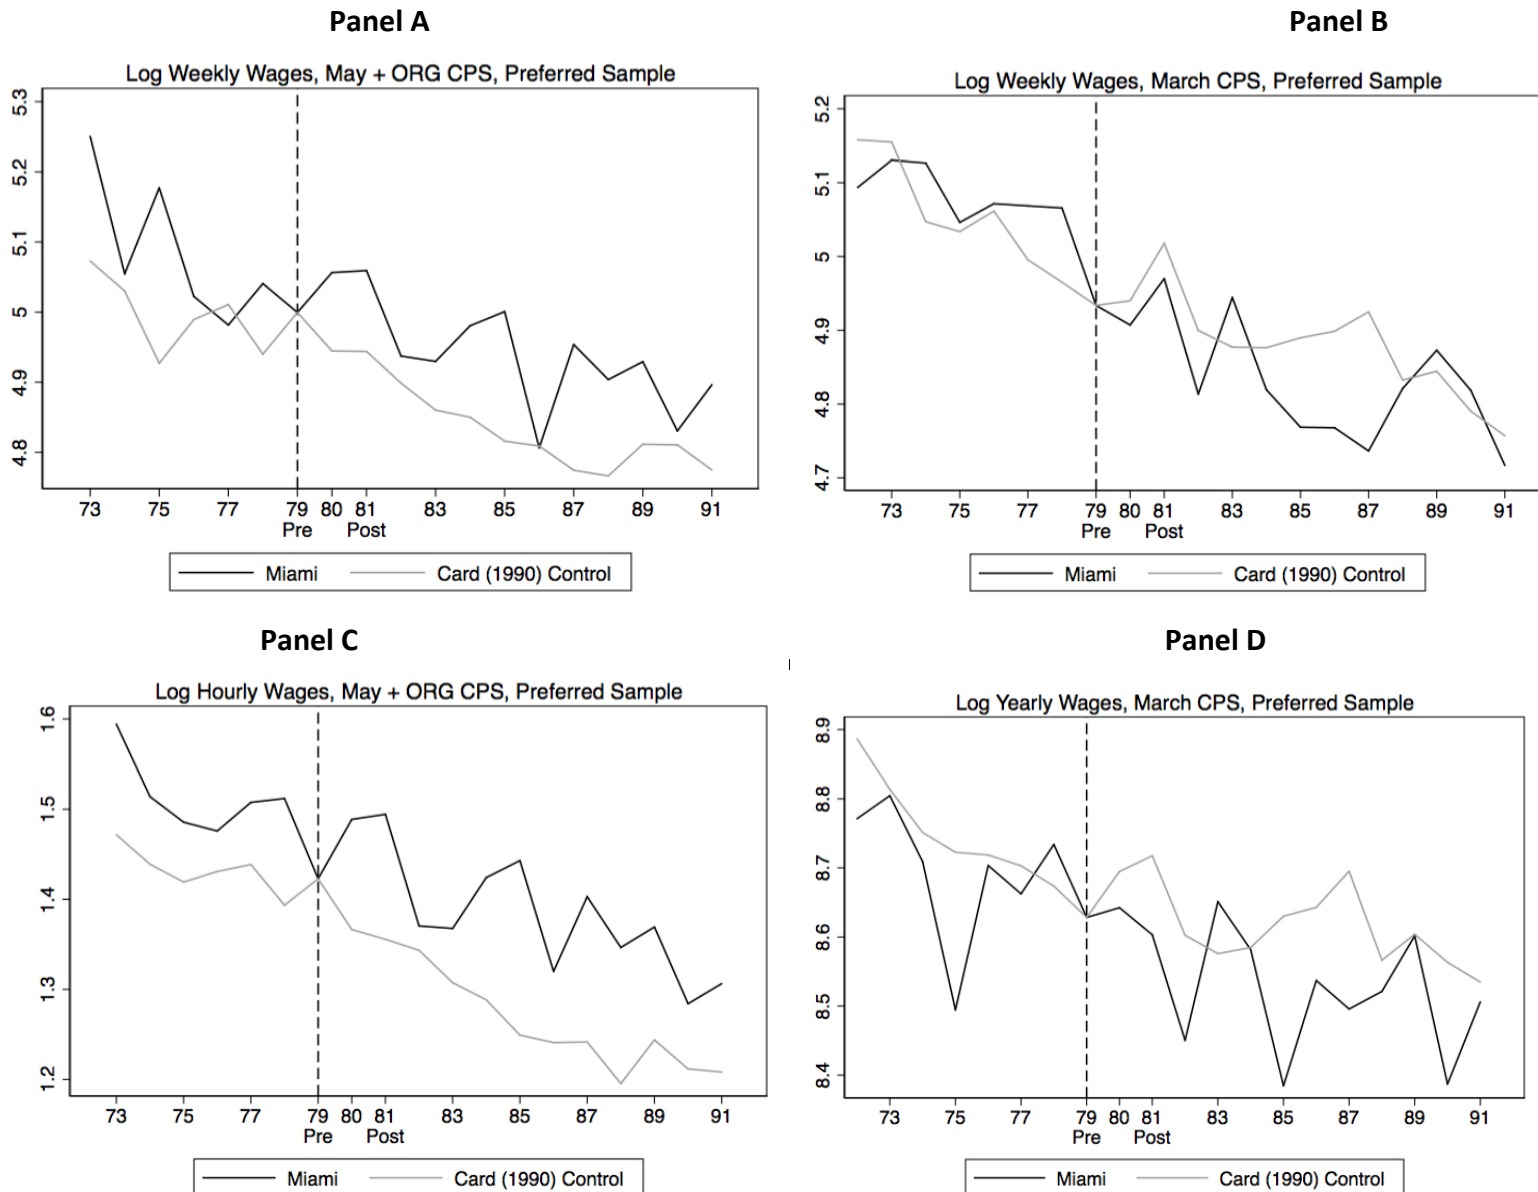 Panel A
Log Weekly Wages, May + ORG CPS, Preferred Sample
5.3
5.2
5.1
5
4.9
4.8
73 75 77 79 80 81 83 85 87 89 91
Pre Post
Miami Card (1990) Control
Panel B
Log Weekly Wages, March CPS, Preferred Sample
5.2
5.1
5
4.9
4.8
4.7
73 75 77 79 80 81 83 85 87 89 91
Pre Post
Miami Card (1990) Control
Panel C
Log Hourly Wages, May + ORG CPS, Preferred Sample
1.6
1.5
1.4
1.3
1.2
73 75 77 79 80 81 83 85 87 89 91
Pre Post
Miami Card (1990) Control
Panel D
Log Yearly Wages, March CPS, Preferred Sample
8.9
8.8
8.7
8.6
8.5
8.4
73 75 77 79 80 81 83 85 87 89 91
Pre Post
Miami Card (1990) Control